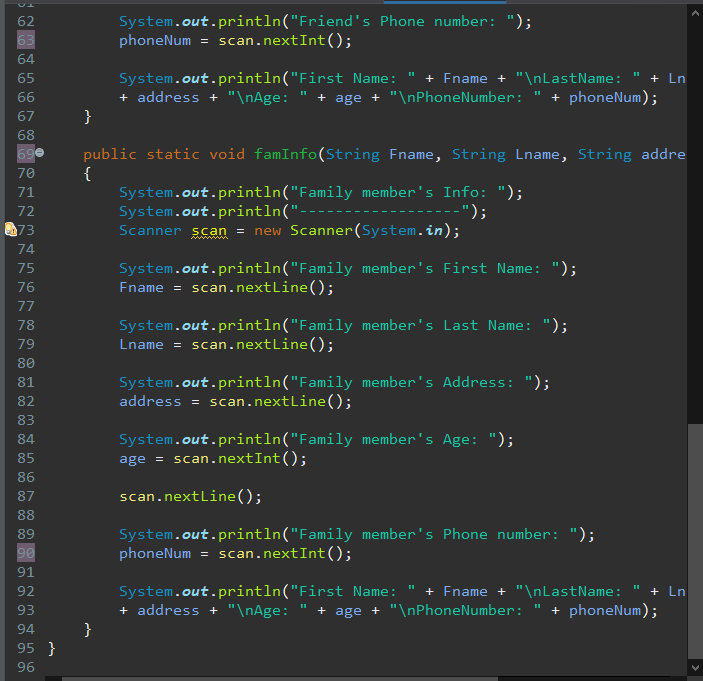 61
62 System.out.println("Friend's Phone number: ");
63 phoneNum = scan.nextInt();
64
65 System.out.println("First Name: " + Fname + "\nLastName: " + Ln
66 + address + "\nAge: " + age + "\nPhoneNumber: " + phoneNum);
67 }
68
69 public static void famInfo(String Fname, String Lname, String addre
70 {
71 System.out.println("Family member's Info: ");
72 System.out.println("------------------");
73 Scanner scan = new Scanner(System.in);
74
75 System.out.println("Family member's First Name: ");
76 Fname = scan.nextLine();
77
78 System.out.println("Family member's Last Name: ");
79 Lname = scan.nextLine();
80
81 System.out.println("Family member's Address: ");
82 address = scan.nextLine();
83
84 System.out.println("Family member's Age: ");
85 age = scan.nextInt();
86
87 scan.nextLine();
88
89 System.out.println("Family member's Phone number: ");
90 phoneNum = scan.nextInt();
91
92 System.out.println("First Name: " + Fname + "\nLastName: " + Ln
93 + address + "\nAge: " + age + "\nPhoneNumber: " + phoneNum);
94 }
95 }
96